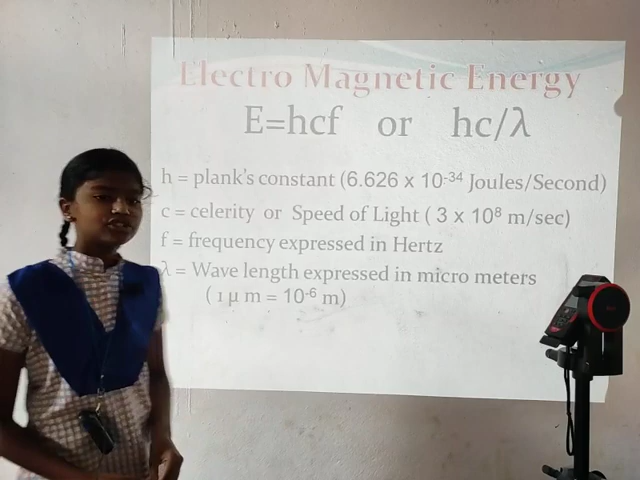 Electro Magnetic Energy
E=hcf or hc/λ
h = plank's constant (6.626 x 10⁻³⁴ Joules/Second)
c = celerity or Speed of Light ( 3 x 10⁸ m/sec)
f = frequency expressed in Hertz
λ = Wave length expressed in micro meters
( 1 µ m = 10⁻⁶ m)